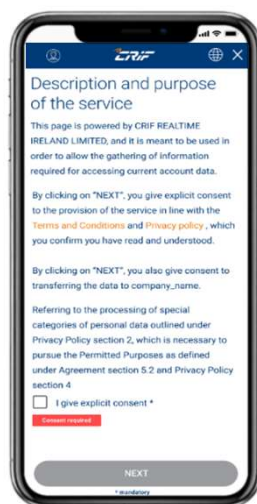 CRIF
Description and purpose
of the service
This page is powered by CRIF REALTIME
IRELAND LIMITED, and it is meant to be used in
order to allow the gathering of information
required for accessing current account data.
By clicking on "NEXT", you give explicit consent
to the provision of the service in line with the
Terms and Conditions and Privacy policy , which
you confirm you have read and understood.
By clicking on "NEXT", you also give consent to
transferring the data to company_name.
Referring to the processing of special
categories of personal data outlined under
Privacy Policy section 2, which is necessary to
pursue the Permitted Purposes as defined
under Agreement section 5.2 and Privacy Policy
section 4
I give explicit consent *
Consent required
NEXT
* mandatory